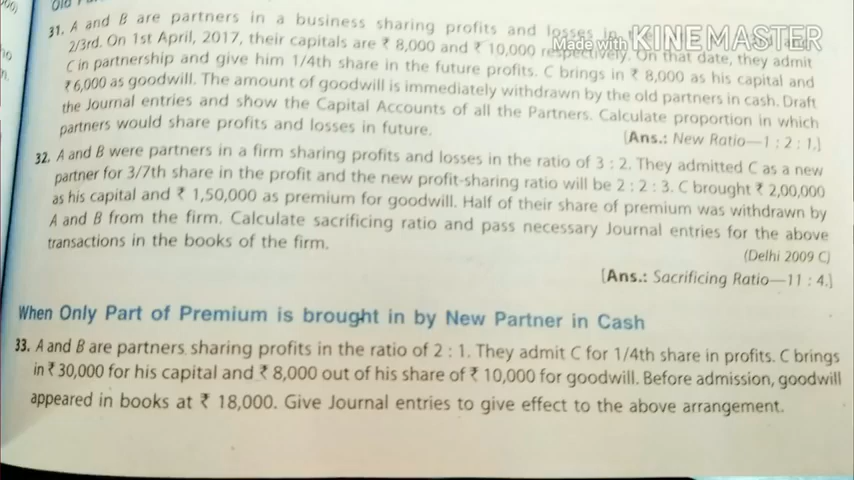 Old
31. A and B are partners in a business sharing profits and losses in
2/3rd. On 1st April, 2017, their capitals are ₹ 8,000 and ₹ 10,000 respectively. On that date, they admit
C in partnership and give him 1/4th share in the future profits. C brings in ₹ 8,000 as his capital and
₹ 6,000 as goodwill. The amount of goodwill is immediately withdrawn by the old partners in cash. Draft
the Journal entries and show the Capital Accounts of all the Partners. Calculate proportion in which
partners would share profits and losses in future. [Ans.: New Ratio—1 : 2 : 1.]
32. A and B were partners in a firm sharing profits and losses in the ratio of 3 : 2. They admitted C as a new
partner for 3/7th share in the profit and the new profit-sharing ratio will be 2 : 2 : 3. C brought ₹ 2,00,000
as his capital and ₹ 1,50,000 as premium for goodwill. Half of their share of premium was withdrawn by
A and B from the firm. Calculate sacrificing ratio and pass necessary Journal entries for the above
transactions in the books of the firm. (Delhi 2009 C)
[Ans.: Sacrificing Ratio—11 : 4.]
When Only Part of Premium is brought in by New Partner in Cash
33. A and B are partners sharing profits in the ratio of 2 : 1. They admit C for 1/4th share in profits. C brings
in ₹ 30,000 for his capital and ₹ 8,000 out of his share of ₹ 10,000 for goodwill. Before admission, goodwill
appeared in books at ₹ 18,000. Give Journal entries to give effect to the above arrangement.
Made with KINEMASTER